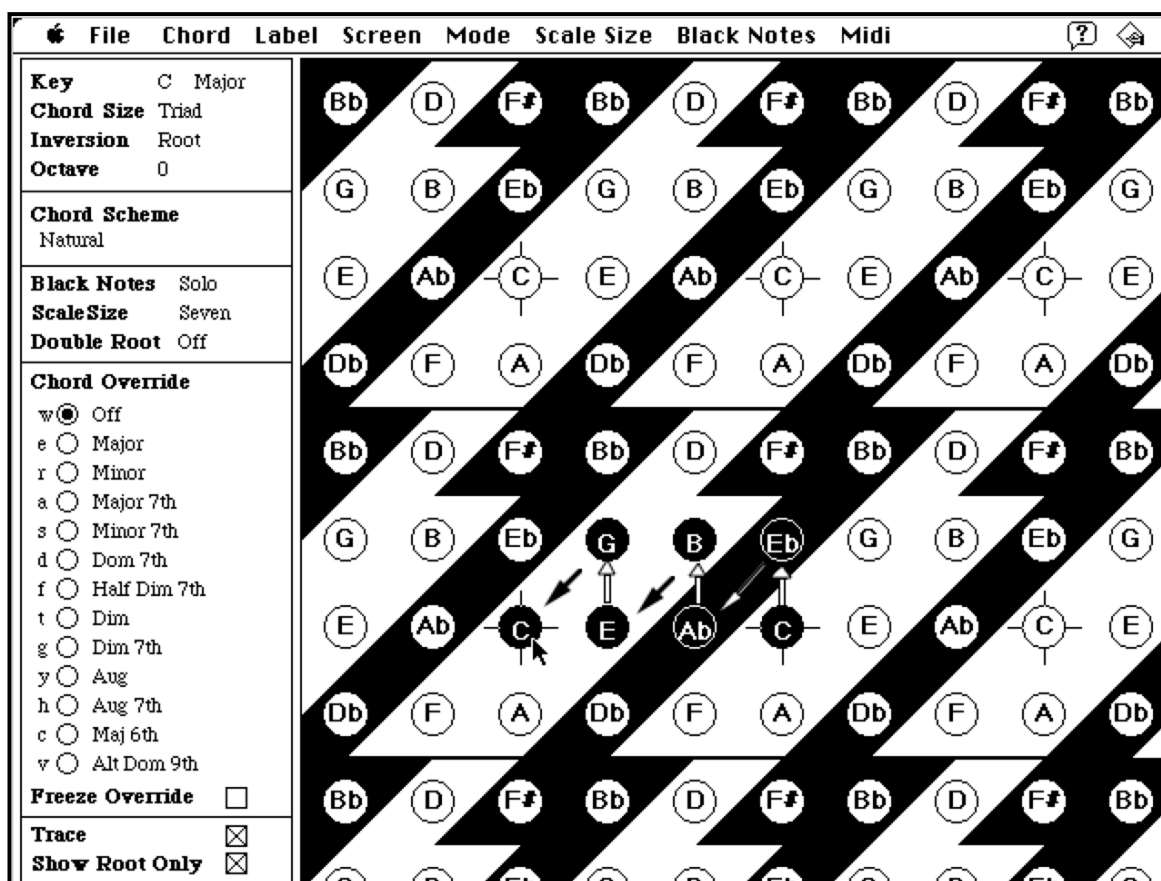 File Chord Label Screen Mode Scale Size Black Notes Midi ?
Key C Major
Chord Size Triad
Inversion Root
Octave 0
Chord Scheme
Natural
Black Notes Solo
ScaleSize Seven
Double Root Off
Chord Override
w Off
e Major
r Minor
a Major 7th
s Minor 7th
d Dom 7th
f Half Dim 7th
t Dim
g Dim 7th
y Aug
h Aug 7th
c Maj 6th
v Alt Dom 9th
Freeze Override
Trace
Show Root Only
Bb D F# Bb D F# Bb D F# Bb
G B Eb G B Eb G B Eb G
E Ab C E Ab C E Ab C E
Db F A Db F A Db F A Db
Bb D F# Bb D F# Bb D F# Bb
G B Eb G B Eb G B Eb G
E Ab C E Ab C E Ab C E
Db F A Db F A Db F A Db
Bb D F# Bb D F# Bb D F# Bb